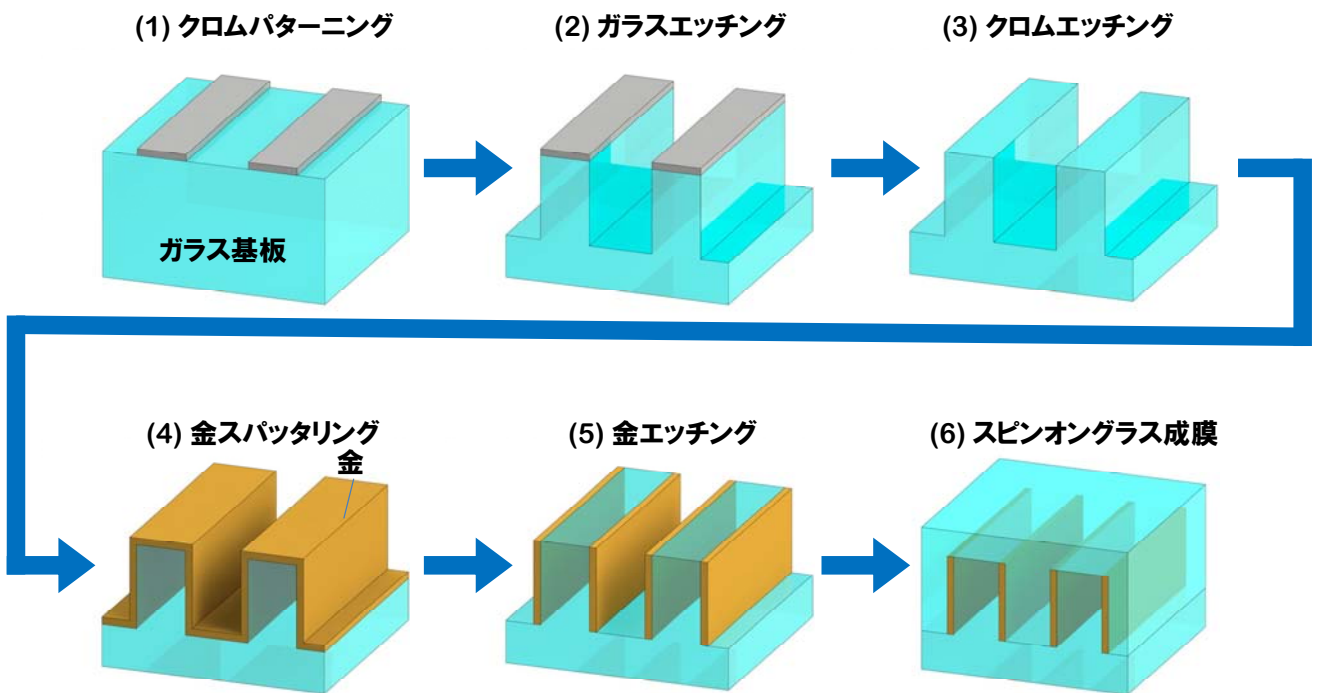 (1) クロムパターニング
(2) ガラスエッチング
(3) クロムエッチング
ガラス基板
(4) 金スパッタリング
金
(5) 金エッチング
(6) スピンオングラス成膜